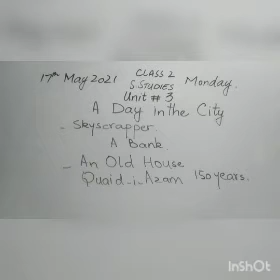 17th May 2021 CLASS 2 Monday.
S.STUDIES
Unit # 3
A Day In the City
- Skyscrapper
A Bank
- An Old House
Quaid-i-Azam 150 years.
InShOt